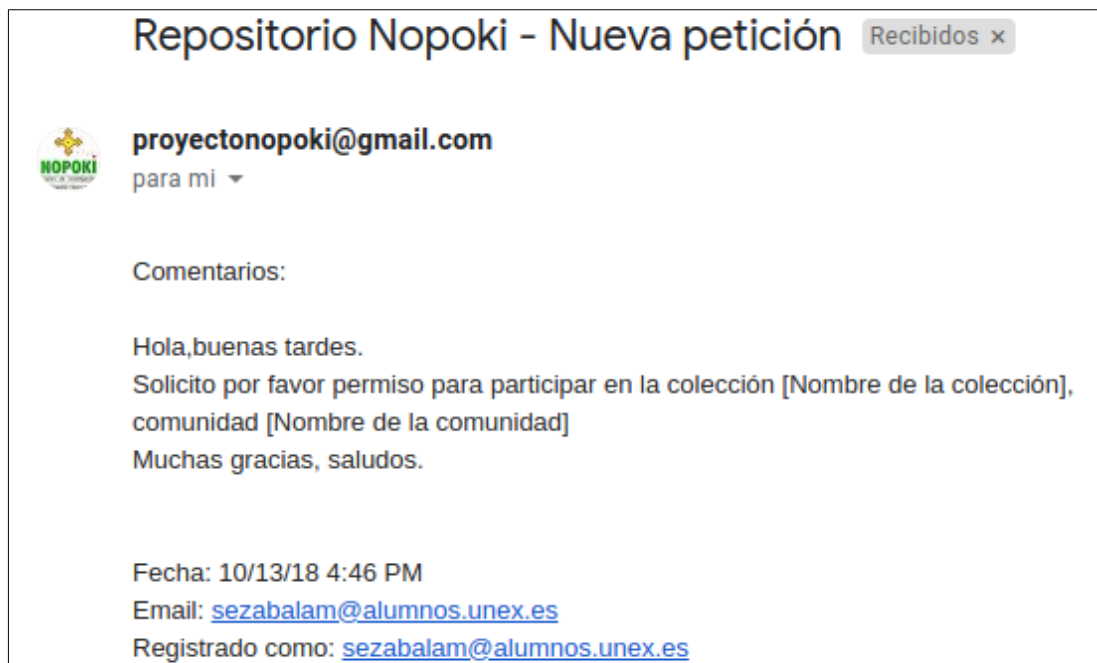 Repositorio Nopoki - Nueva petición Recibidos ×
NOPOKI
proyectonopoki@gmail.com
para mi
Comentarios:
Hola,buenas tardes.
Solicito por favor permiso para participar en la colección [Nombre de la colección],
comunidad [Nombre de la comunidad]
Muchas gracias, saludos.
Fecha: 10/13/18 4:46 PM
Email: sezabalam@alumnos.unex.es
Registrado como: sezabalam@alumnos.unex.es